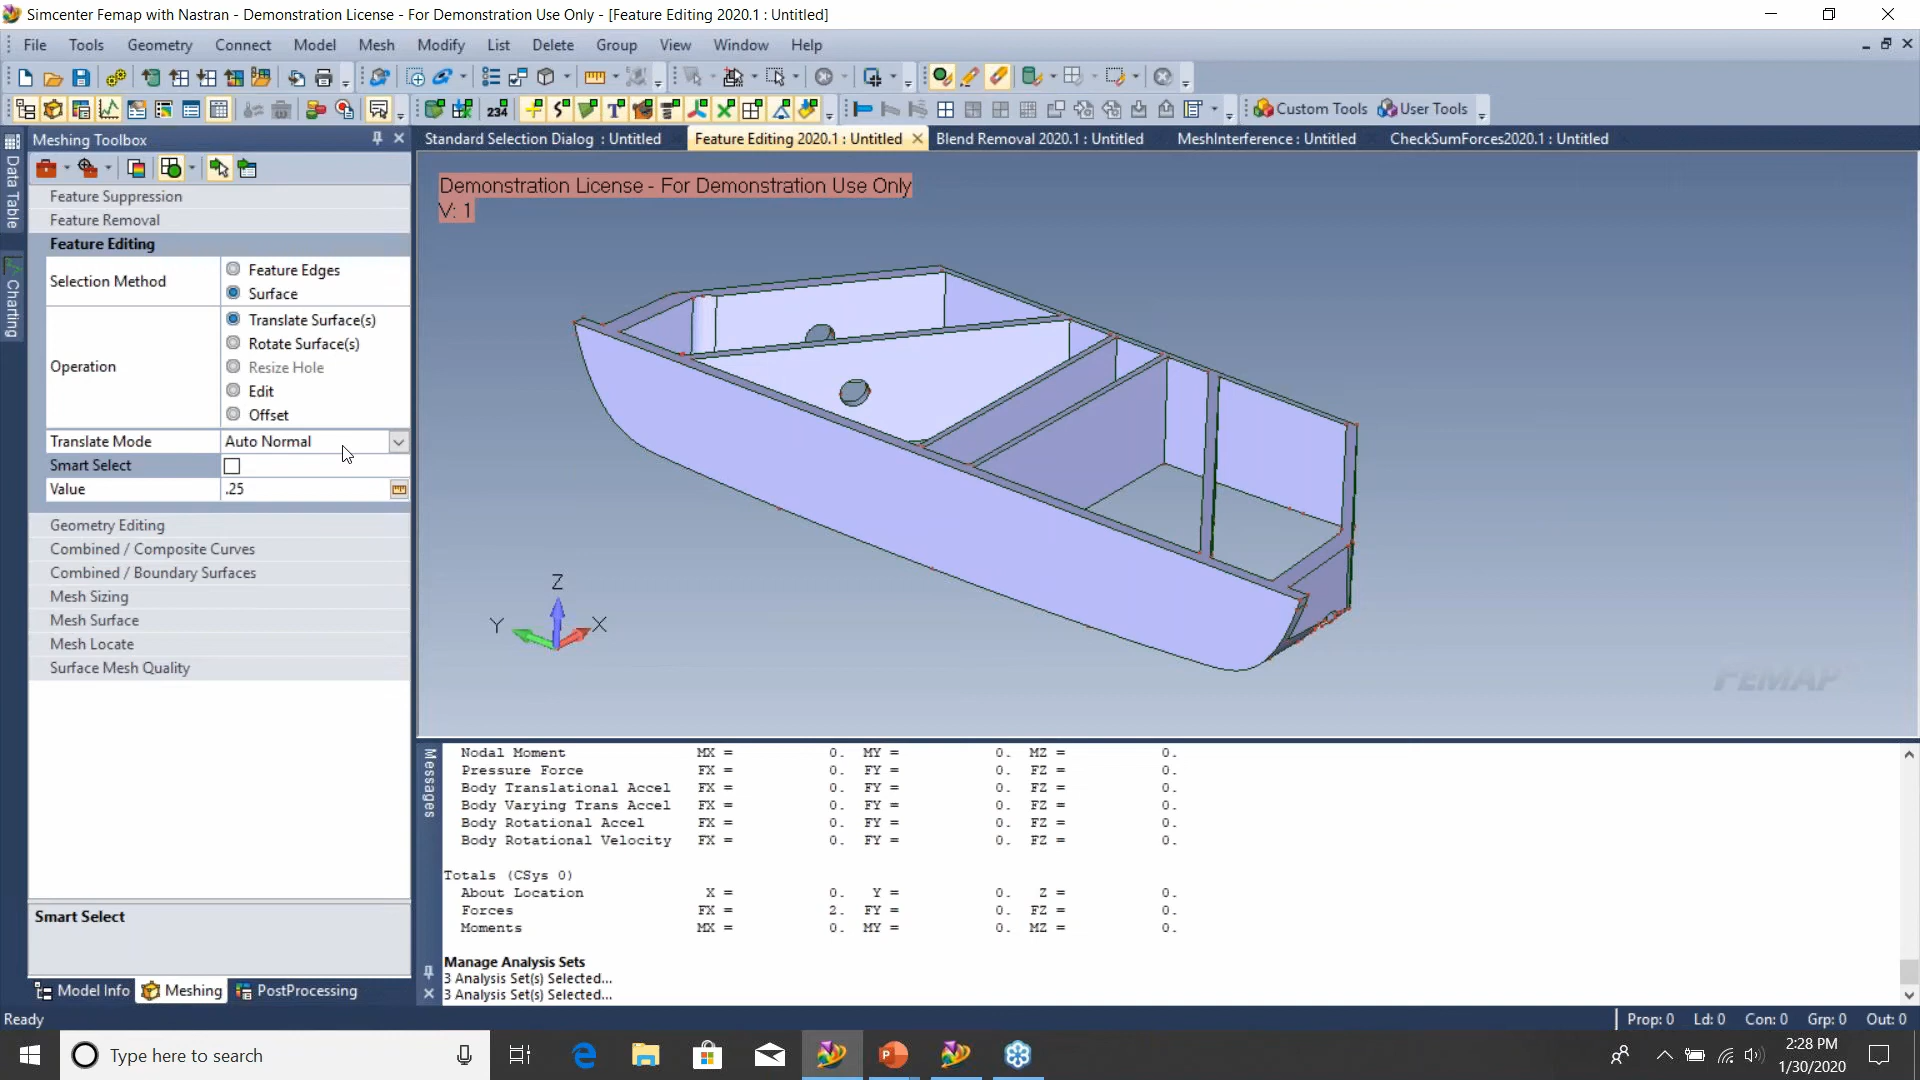 Simcenter Femap with Nastran - Demonstration License - For Demonstration Use Only - [Feature Editing 2020.1 : Untitled]
File Tools Geometry Connect Model Mesh Modify List Delete Group View Window Help
234 T Custom Tools User Tools
Meshing Toolbox
Standard Selection Dialog : Untitled Feature Editing 2020.1 : Untitled Blend Removal 2020.1 : Untitled MeshInterference : Untitled CheckSumForces2020.1 : Untitled
Data Table
Charting
Feature Suppression
Feature Removal
Feature Editing
Selection Method
Feature Edges
Surface
Operation
Translate Surface(s)
Rotate Surface(s)
Resize Hole
Edit
Offset
Translate Mode Auto Normal
Smart Select
Value .25
Geometry Editing
Combined / Composite Curves
Combined / Boundary Surfaces
Mesh Sizing
Mesh Surface
Mesh Locate
Surface Mesh Quality
Smart Select
Model Info Meshing PostProcessing
Demonstration License - For Demonstration Use Only
V: 1
Z
Y X
FEMAP
Messages
Nodal Moment MX = 0. MY = 0. MZ = 0.
Pressure Force FX = 0. FY = 0. FZ = 0.
Body Translational Accel FX = 0. FY = 0. FZ = 0.
Body Varying Trans Accel FX = 0. FY = 0. FZ = 0.
Body Rotational Accel FX = 0. FY = 0. FZ = 0.
Body Rotational Velocity FX = 0. FY = 0. FZ = 0.
Totals (CSys 0)
About Location X = 0. Y = 0. Z = 0.
Forces FX = 2. FY = 0. FZ = 0.
Moments MX = 0. MY = 0. MZ = 0.
Manage Analysis Sets
3 Analysis Set(s) Selected...
3 Analysis Set(s) Selected...
Ready
Prop: 0 Ld: 0 Con: 0 Grp: 0 Out: 0
Type here to search
2:28 PM
1/30/2020